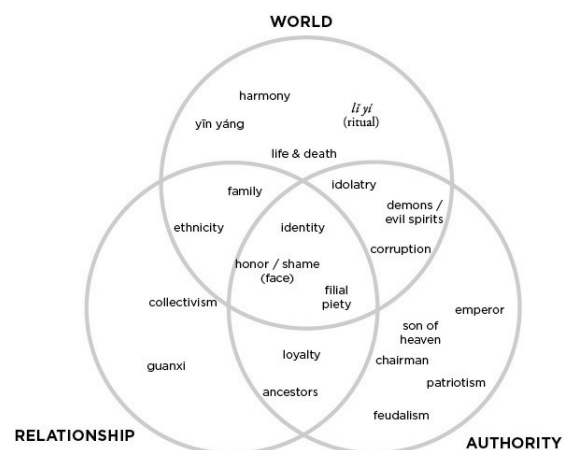 WORLD
harmony
lǐ yí
(ritual)
yīn yáng
life & death
family
idolatry
demons /
evil spirits
ethnicity
identity
corruption
honor / shame
(face)
filial
piety
collectivism
emperor
son of
heaven
loyalty
chairman
guanxi
ancestors
patriotism
feudalism
RELATIONSHIP
AUTHORITY